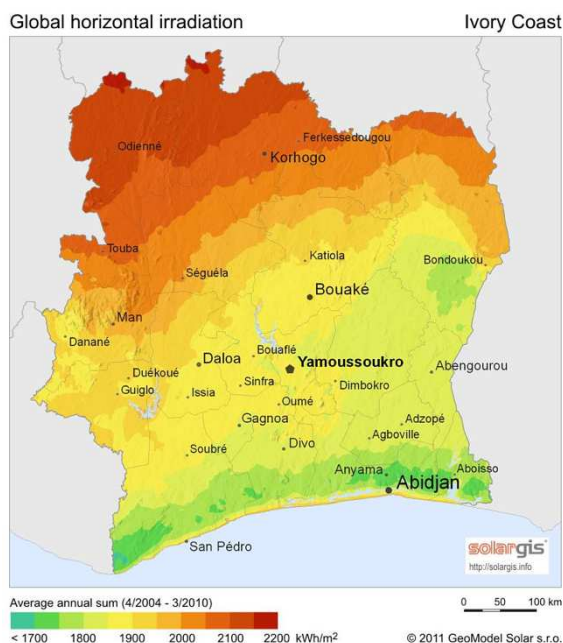 Global horizontal irradiation
Ivory Coast
Odienné
Ferkessedougou
Korhogo
Touba
Séguéla
Katiola
Bondoukou
Bouaké
Man
Danané
Bouaflé
Daloa
Yamoussoukro
Abengourou
Duékoué
Guiglo
Sinfra
Dimbokro
Issia
Oumé
Gagnoa
Adzopé
Agboville
Divo
Soubré
Anyama
Aboisso
Abidjan
San Pédro
solargis
http://solargis.info
Average annual sum (4/2004 - 3/2010)
0 50 100 km
< 1700 1800 1900 2000 2100 2200 kWh/m²
© 2011 GeoModel Solar s.r.o.